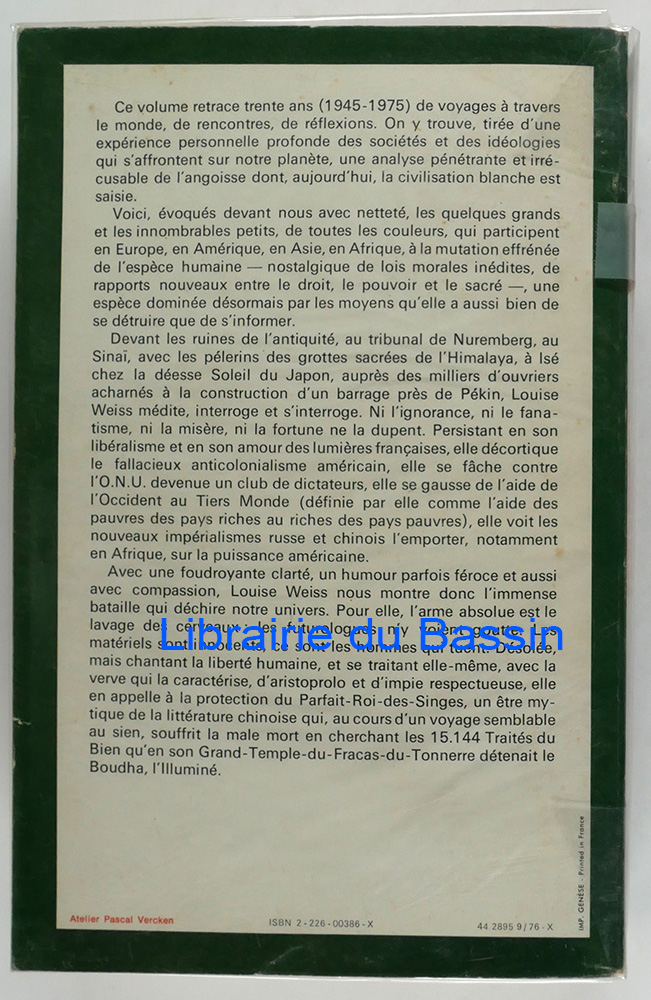 Ce volume retrace trente ans (1945-1975) de voyages à travers
le monde, de rencontres, de réflexions. On y trouve, tirée d'une
expérience personnelle profonde des sociétés et des idéologies
qui s'affrontent sur notre planète, une analyse pénétrante et irré-
cusable de l'angoisse dont, aujourd'hui, la civilisation blanche est
saisie.
Voici, évoqués devant nous avec netteté, les quelques grands
et les innombrables petits, de toutes les couleurs, qui participent
en Europe, en Amérique, en Asie, en Afrique, à la mutation effrénée
de l'espèce humaine — nostalgique de lois morales inédites, de
rapports nouveaux entre le droit, le pouvoir et le sacré —, une
espèce dominée désormais par les moyens qu'elle a aussi bien de
se détruire que de s'informer.
Devant les ruines de l'antiquité, au tribunal de Nuremberg, au
Sinaï, avec les pélerins des grottes sacrées de l'Himalaya, à Isé
chez la déesse Soleil du Japon, auprès des milliers d'ouvriers
acharnés à la construction d'un barrage près de Pékin, Louise
Weiss médite, interroge et s'interroge. Ni l'ignorance, ni le fana-
tisme, ni la misère, ni la fortune ne la dupent. Persistant en son
libéralisme et en son amour des lumières françaises, elle décortique
le fallacieux anticolonialisme américain, elle se fâche contre
l'O.N.U. devenue un club de dictateurs, elle se gausse de l'aide de
l'Occident au Tiers Monde (définie par elle comme l'aide des
pauvres des pays riches au riches des pays pauvres), elle voit les
nouveaux impérialismes russe et chinois l'emporter, notamment
en Afrique, sur la puissance américaine.
Avec une foudroyante clarté, un humour parfois féroce et aussi
avec compassion, Louise Weiss nous montre donc l'immense
bataille qui déchire notre univers. Pour elle, l'arme absolue est le
lavage des cerveaux : les futurologues n'y voient goutte. Les
Librairie du Bassin
matériels sont innocents, ce sont les hommes qui tuent. Désolée,
mais chantant la liberté humaine, et se traitant elle-même, avec la
verve qui la caractérise, d'aristoprolo et d'impie respectueuse, elle
en appelle à la protection du Parfait-Roi-des-Singes, un être my-
tique de la littérature chinoise qui, au cours d'un voyage semblable
au sien, souffrit la male mort en cherchant les 15.144 Traités du
Bien qu'en son Grand-Temple-du-Fracas-du-Tonnerre détenait le
Boudha, l'Illuminé.
IMP. GENÈSE - Printed in France
Atelier Pascal Vercken
ISBN 2-226-00386-X
44 2895 9/76-X